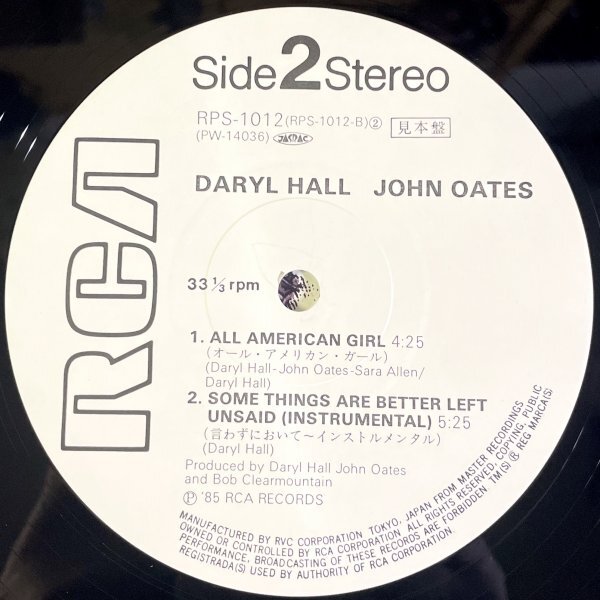 Side 2 Stereo
RPS-1012 (RPS-1012-B) ② 見本盤
(PW-14036) JASRAC
RCA
DARYL HALL JOHN OATES
33 1/3 rpm
1. ALL AMERICAN GIRL 4:25
(オール・アメリカン・ガール)
(Daryl Hall-John Oates-Sara Allen/
Daryl Hall)
2. SOME THINGS ARE BETTER LEFT
UNSAID (INSTRUMENTAL) 5:25
(言わずにおいて～インストルメンタル)
(Daryl Hall)
Produced by Daryl Hall John Oates
and Bob Clearmountain
Ⓟ '85 RCA RECORDS
MANUFACTURED BY RVC CORPORATION TOKYO, JAPAN FROM MASTER RECORDINGS
OWNED OR CONTROLLED BY RCA CORPORATION ALL RIGHTS RESERVED, COPYING, PUBLIC
PERFORMANCE, BROADCASTING OF THESE RECORDS ARE FORBIDDEN TM(S) ® REG MARCA(S)
REGISTRADA(S) USED BY AUTHORITY OF RCA CORPORATION.